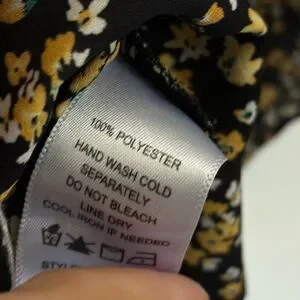 100% POLYESTER
HAND WASH COLD
SEPARATELY
DO NOT BLEACH
LINE DRY
COOL IRON IF NEEDED